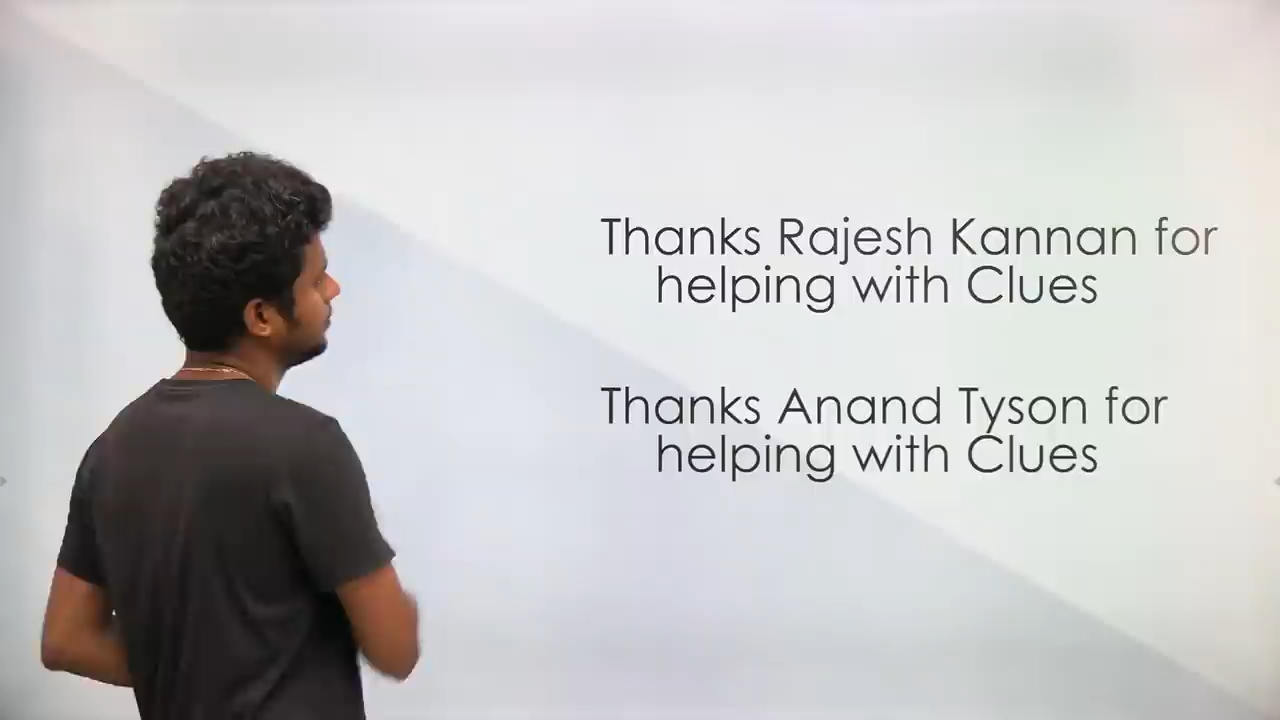 Thanks Rajesh Kannan for
helping with Clues
Thanks Anand Tyson for
helping with Clues